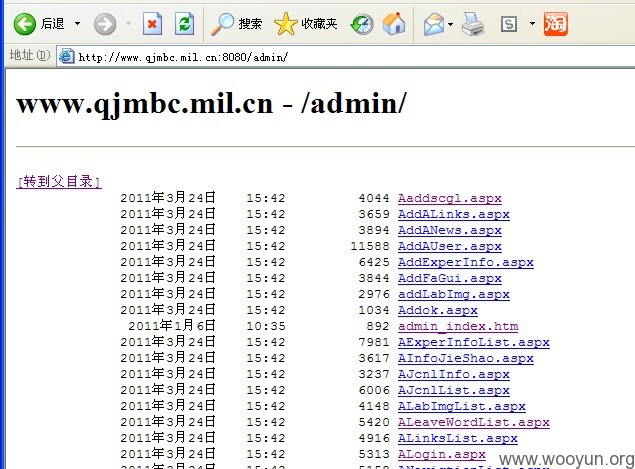 后退 搜索 收藏夹 S 淘
地址(D) http://www.qjmbc.mil.cn:8080/admin/
www.qjmbc.mil.cn - /admin/
[转到父目录]
2011年3月24日 15:42 4044 Aaddscgl.aspx
2011年3月24日 15:42 3659 AddALinks.aspx
2011年3月24日 15:42 3894 AddANews.aspx
2011年3月24日 15:42 11588 AddAUser.aspx
2011年3月24日 15:42 6425 AddExperInfo.aspx
2011年3月24日 15:42 3844 AddFaGui.aspx
2011年3月24日 15:42 2976 addLabImg.aspx
2011年3月24日 15:42 1034 Addok.aspx
2011年1月6日 10:35 892 admin_index.htm
2011年3月24日 15:42 7981 AExperInfoList.aspx
2011年3月24日 15:42 3617 AInfoJieShao.aspx
2011年3月24日 15:42 3237 AJcnlInfo.aspx
2011年3月24日 15:42 6006 AJcnlList.aspx
2011年3月24日 15:42 4148 ALabImgList.aspx
2011年3月24日 15:42 5420 ALeaveWordList.aspx
2011年3月24日 15:42 4916 ALinksList.aspx
2011年3月24日 15:42 5313 ALogin.aspx
www.wooyun.org